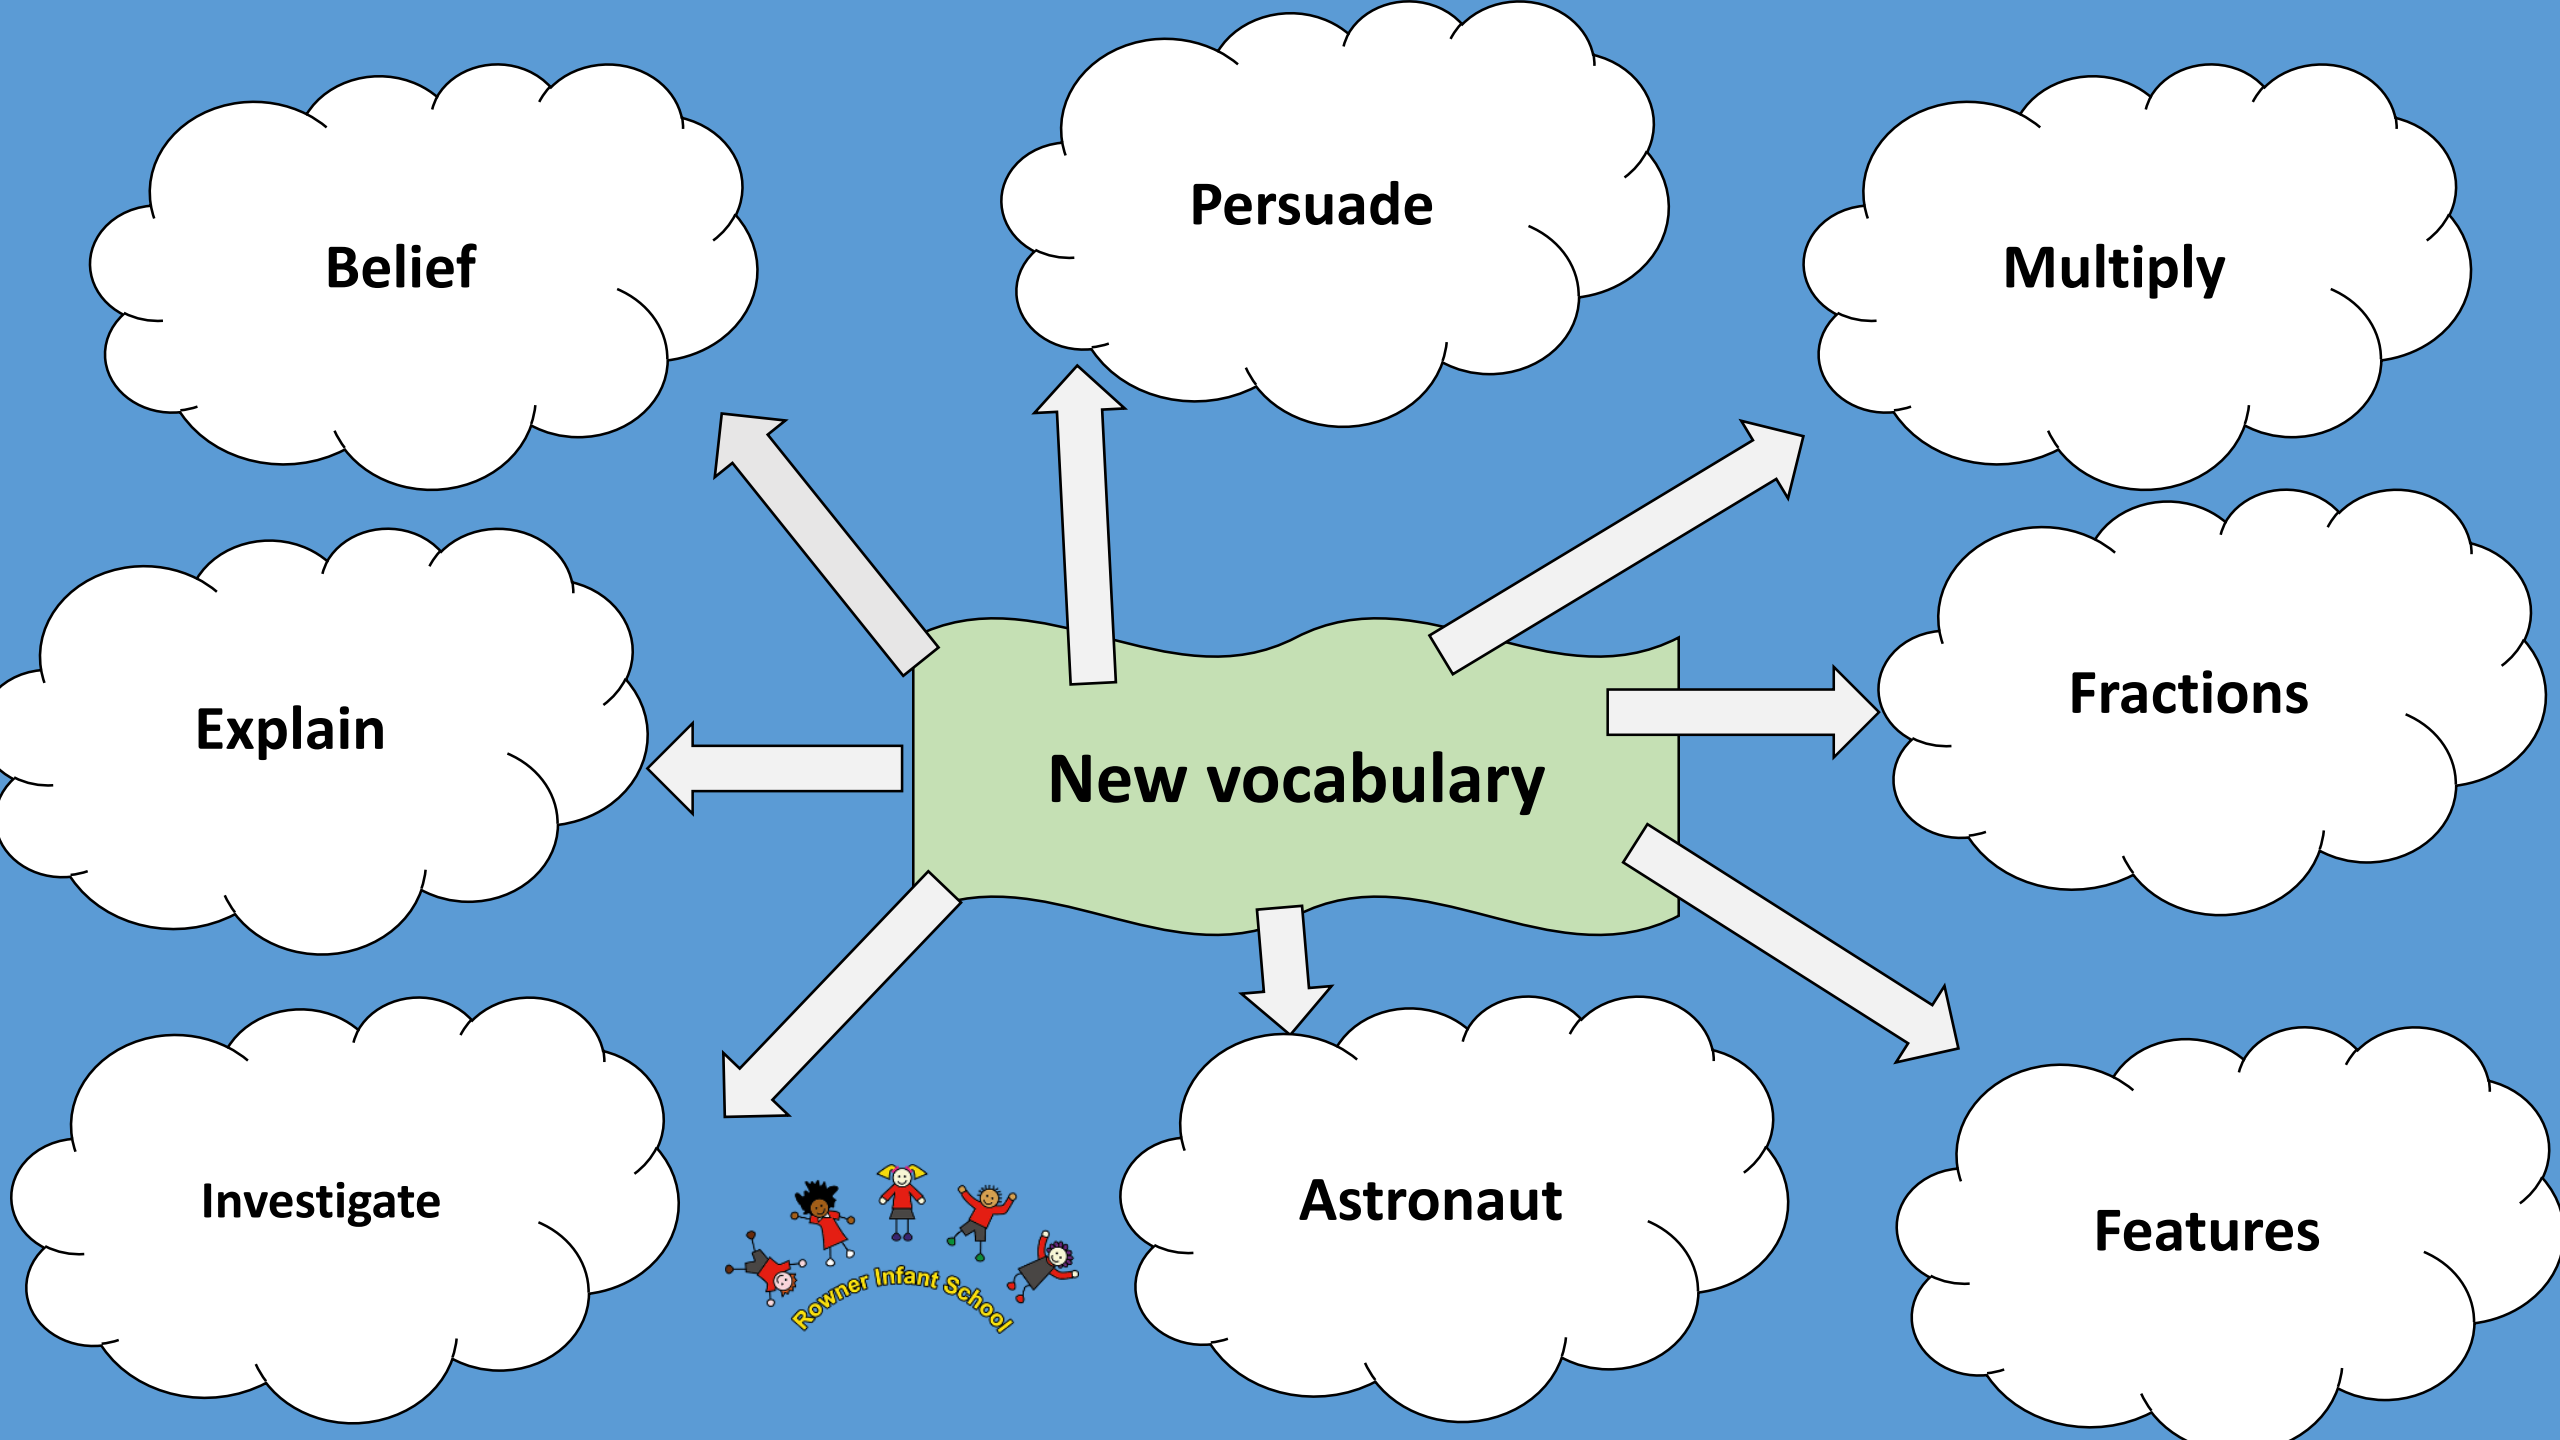 Belief
Persuade
Multiply
Explain
New vocabulary
Fractions
Investigate
Astronaut
Features
Rowner Infant School